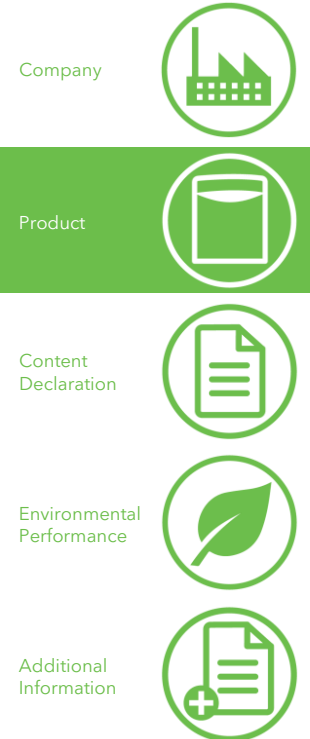 Company
Product
Content
Declaration
Environmental
Performance
Additional
Information